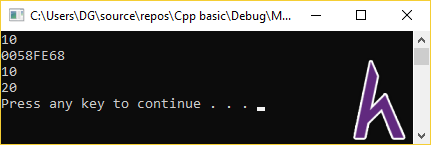 C:\Users\DG\source\repos\Cpp basic\Debug\M...
10
0058FE68
10
20
Press any key to continue . . .